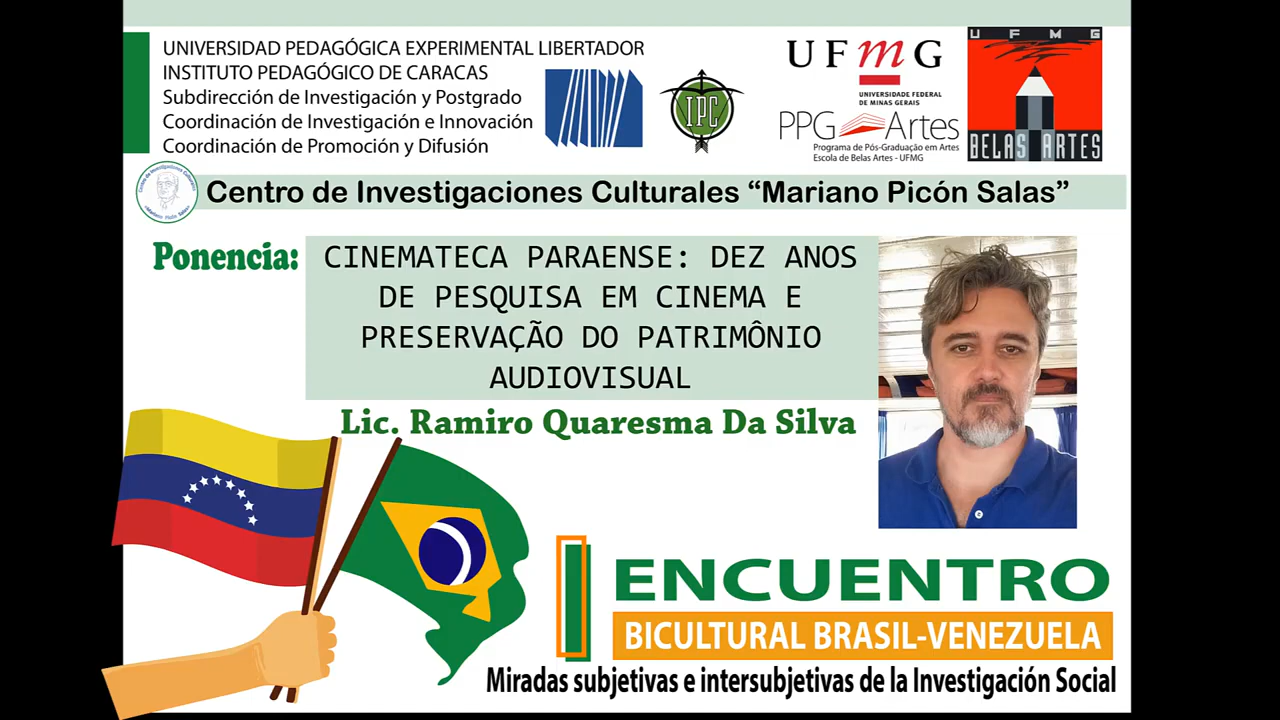 UNIVERSIDAD PEDAGÓGICA EXPERIMENTAL LIBERTADOR
INSTITUTO PEDAGÓGICO DE CARACAS
Subdirección de Investigación y Postgrado
Coordinación de Investigación e Innovación
Coordinación de Promoción y Difusión
IPC
UFmG
UNIVERSIDADE FEDERAL
DE MINAS GERAIS
PPG Artes
Programa de Pós-Graduação em Artes
Escola de Belas Artes - UFMG
UFMG
BELAS ARTES
Centro de Investigaciones Culturales “Mariano Picón Salas”
Ponencia:
CINEMATECA PARAENSE: DEZ ANOS
DE PESQUISA EM CINEMA E
PRESERVAÇÃO DO PATRIMÔNIO
AUDIOVISUAL
Lic. Ramiro Quaresma Da Silva
I ENCUENTRO
BICULTURAL BRASIL-VENEZUELA
Miradas subjetivas e intersubjetivas de la Investigación Social